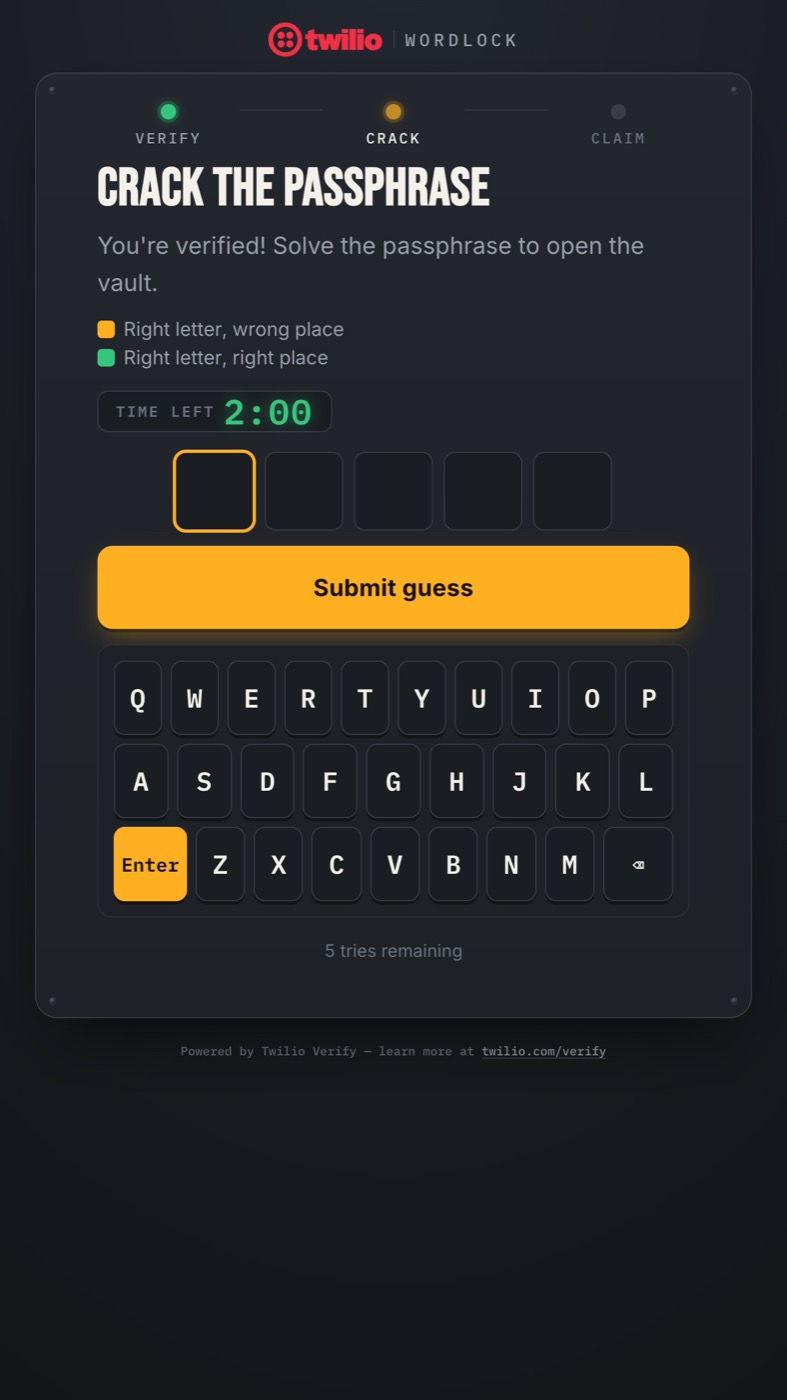 twilio WORDLOCK
VERIFY CRACK CLAIM
CRACK THE PASSPHRASE
You're verified! Solve the passphrase to open the
vault.
Right letter, wrong place
Right letter, right place
TIME LEFT 2:00
Submit guess
Q W E R T Y U I O P
A S D F G H J K L
Enter Z X C V B N M ⌫
5 tries remaining
Powered by Twilio Verify — learn more at twilio.com/verify